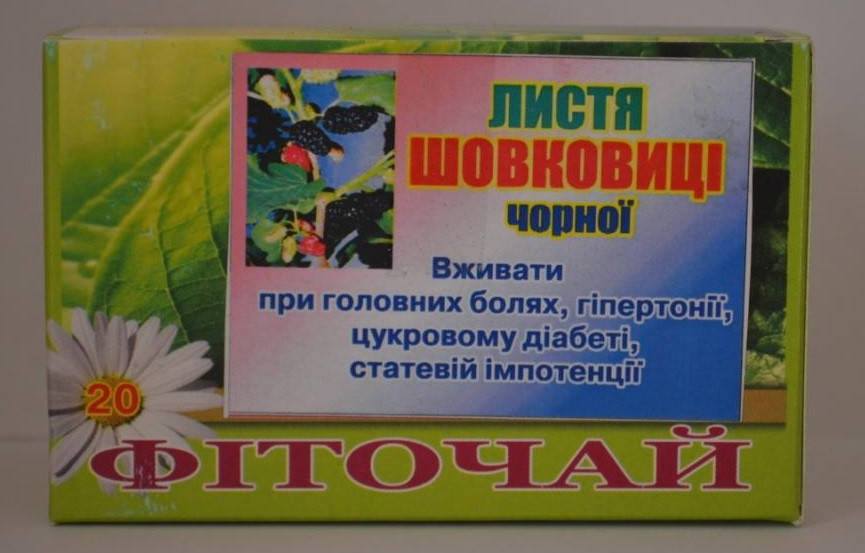 ЛИСТЯ
ШОВКОВИЦІ
ЧОРНОЇ
Вживати
при головних болях, гіпертонії,
цукровому діабеті,
статевій імпотенції
20
ФІТОЧАЙ